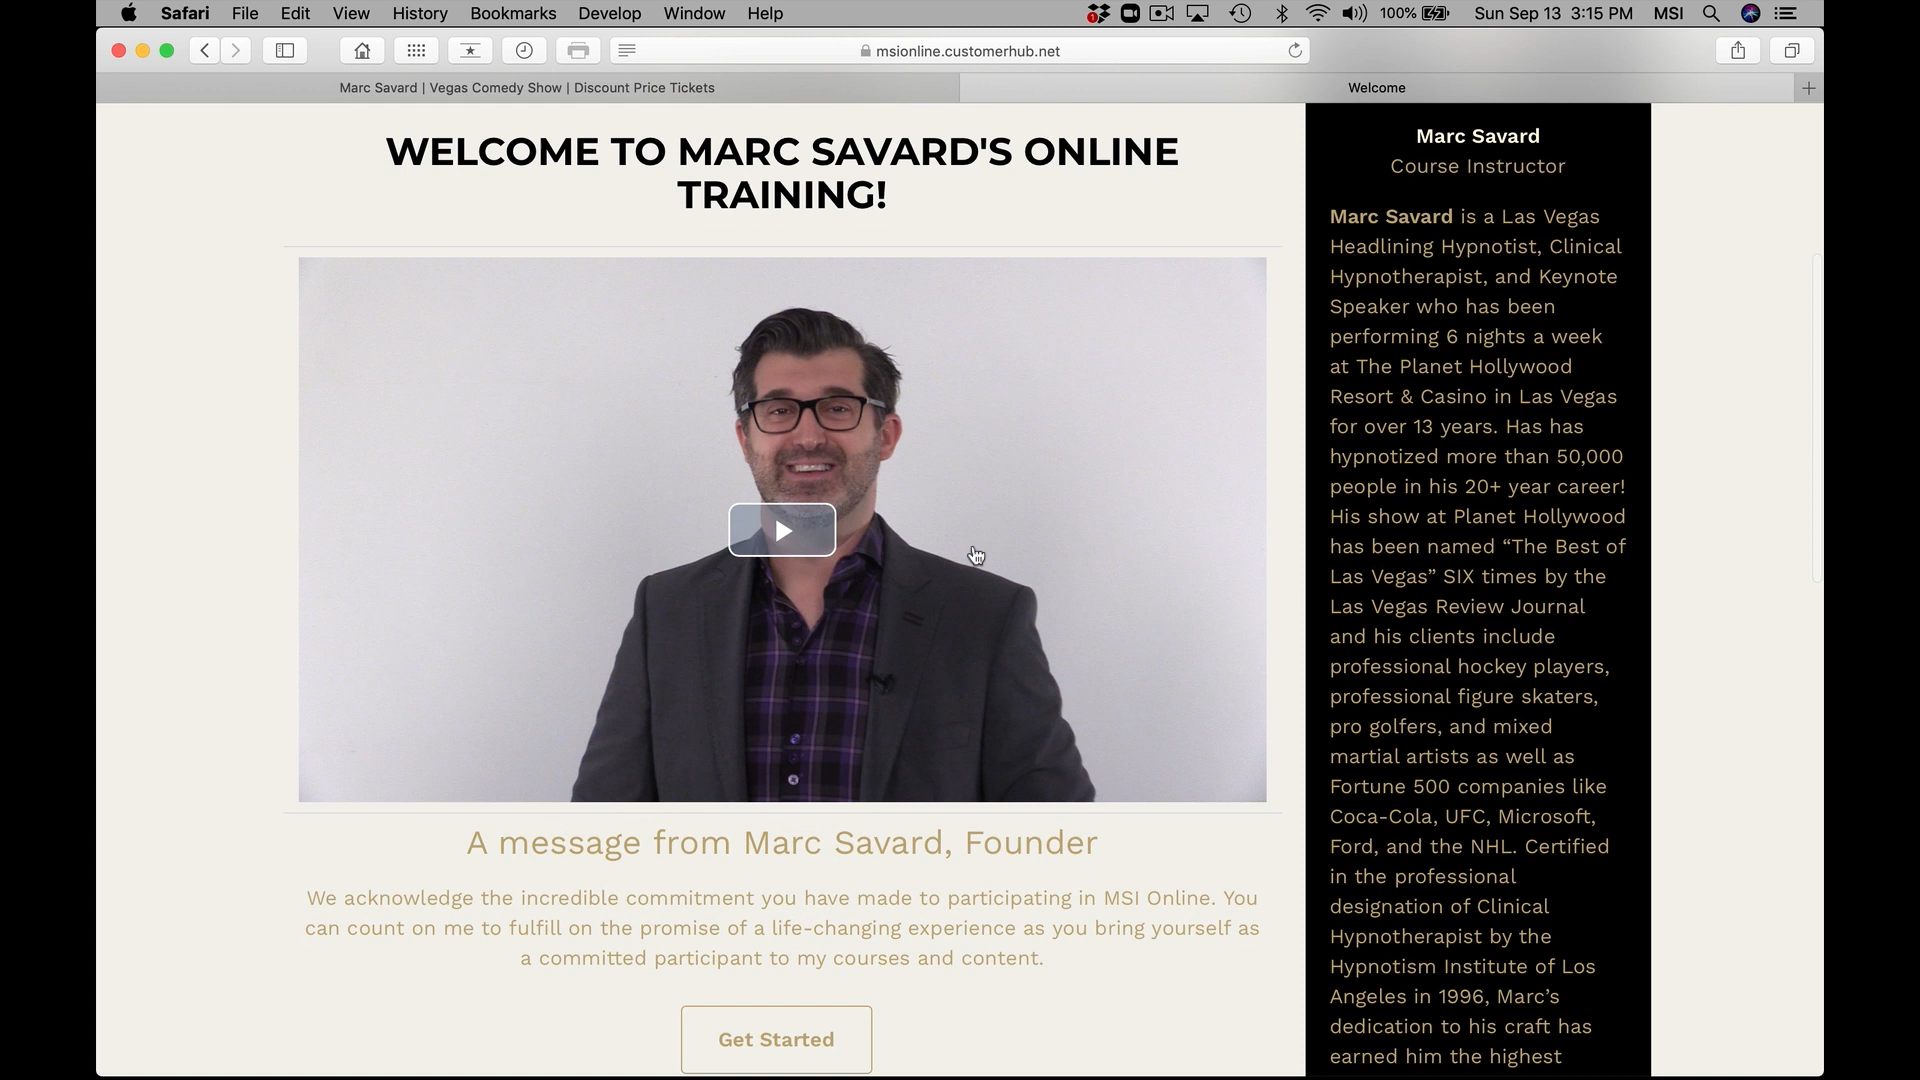 Safari File Edit View History Bookmarks Develop Window Help 1 100% Sun Sep 13 3:15 PM MSI
msionline.customerhub.net
Marc Savard | Vegas Comedy Show | Discount Price Tickets
Welcome
WELCOME TO MARC SAVARD'S ONLINE
TRAINING!
A message from Marc Savard, Founder
We acknowledge the incredible commitment you have made to participating in MSI Online. You
can count on me to fulfill on the promise of a life-changing experience as you bring yourself as
a committed participant to my courses and content.
Get Started
Marc Savard
Course Instructor
Marc Savard is a Las Vegas
Headlining Hypnotist, Clinical
Hypnotherapist, and Keynote
Speaker who has been
performing 6 nights a week
at The Planet Hollywood
Resort & Casino in Las Vegas
for over 13 years. Has has
hypnotized more than 50,000
people in his 20+ year career!
His show at Planet Hollywood
has been named “The Best of
Las Vegas” SIX times by the
Las Vegas Review Journal
and his clients include
professional hockey players,
professional figure skaters,
pro golfers, and mixed
martial artists as well as
Fortune 500 companies like
Coca-Cola, UFC, Microsoft,
Ford, and the NHL. Certified
in the professional
designation of Clinical
Hypnotherapist by the
Hypnotism Institute of Los
Angeles in 1996, Marc’s
dedication to his craft has
earned him the highest